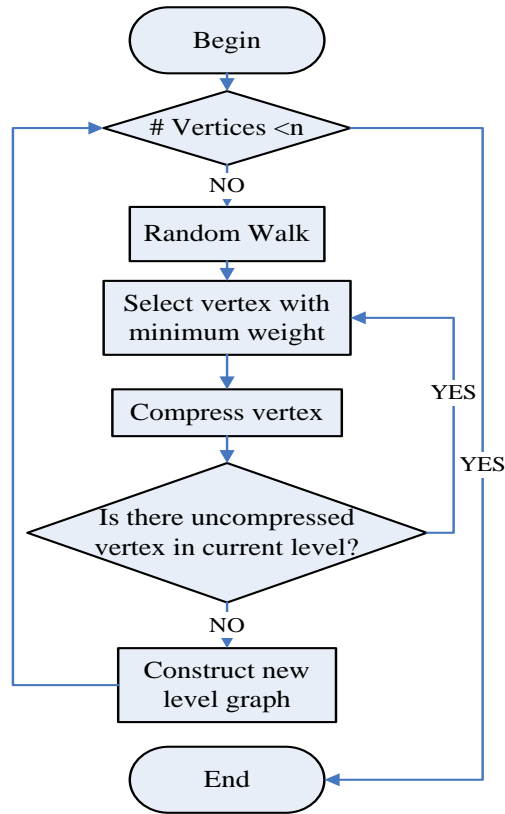 Begin
# Vertices <n
NO
Random Walk
Select vertex with
minimum weight
YES
Compress vertex
YES
Is there uncompressed
vertex in current level?
NO
Construct new
level graph
End